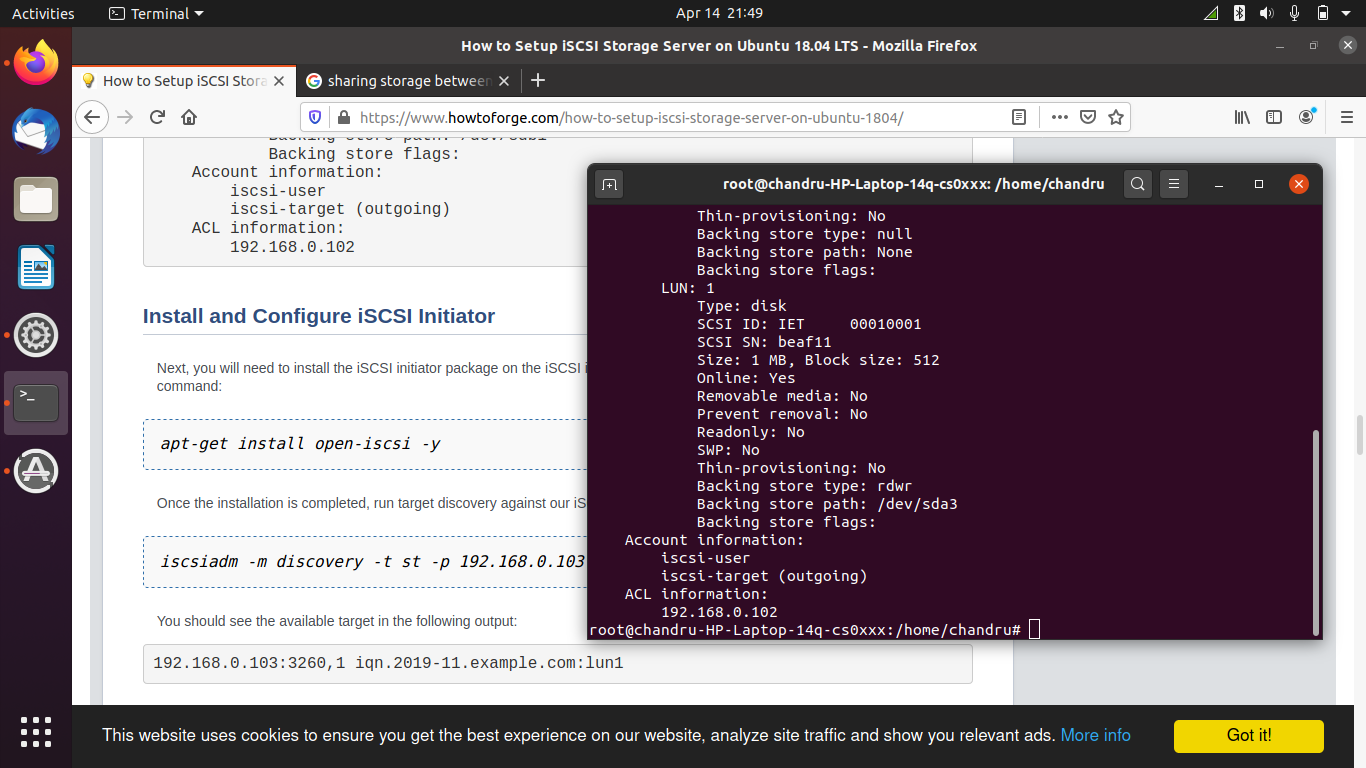 Activities
Terminal
Apr 14 21:49
How to Setup iSCSI Storage Server on Ubuntu 18.04 LTS - Mozilla Firefox
How to Setup iSCSI Stora
sharing storage between
https://www.howtoforge.com/how-to-setup-iscsi-storage-server-on-ubuntu-1804/
Backing store flags:
Account information:
iscsi-user
iscsi-target (outgoing)
ACL information:
192.168.0.102
Install and Configure iSCSI Initiator
Next, you will need to install the iSCSI initiator package on the iSCSI i
command:
apt-get install open-iscsi -y
Once the installation is completed, run target discovery against our iS
iscsiadm -m discovery -t st -p 192.168.0.103
You should see the available target in the following output:
192.168.0.103:3260,1 iqn.2019-11.example.com:lun1
root@chandru-HP-Laptop-14q-cs0xxx: /home/chandru
Thin-provisioning: No
Backing store type: null
Backing store path: None
Backing store flags:
LUN: 1
Type: disk
SCSI ID: IET     00010001
SCSI SN: beaf11
Size: 1 MB, Block size: 512
Online: Yes
Removable media: No
Prevent removal: No
Readonly: No
SWP: No
Thin-provisioning: No
Backing store type: rdwr
Backing store path: /dev/sda3
Backing store flags:
Account information:
iscsi-user
iscsi-target (outgoing)
ACL information:
192.168.0.102
root@chandru-HP-Laptop-14q-cs0xxx:/home/chandru#
This website uses cookies to ensure you get the best experience on our website, analyze site traffic and show you relevant ads. More info
Got it!